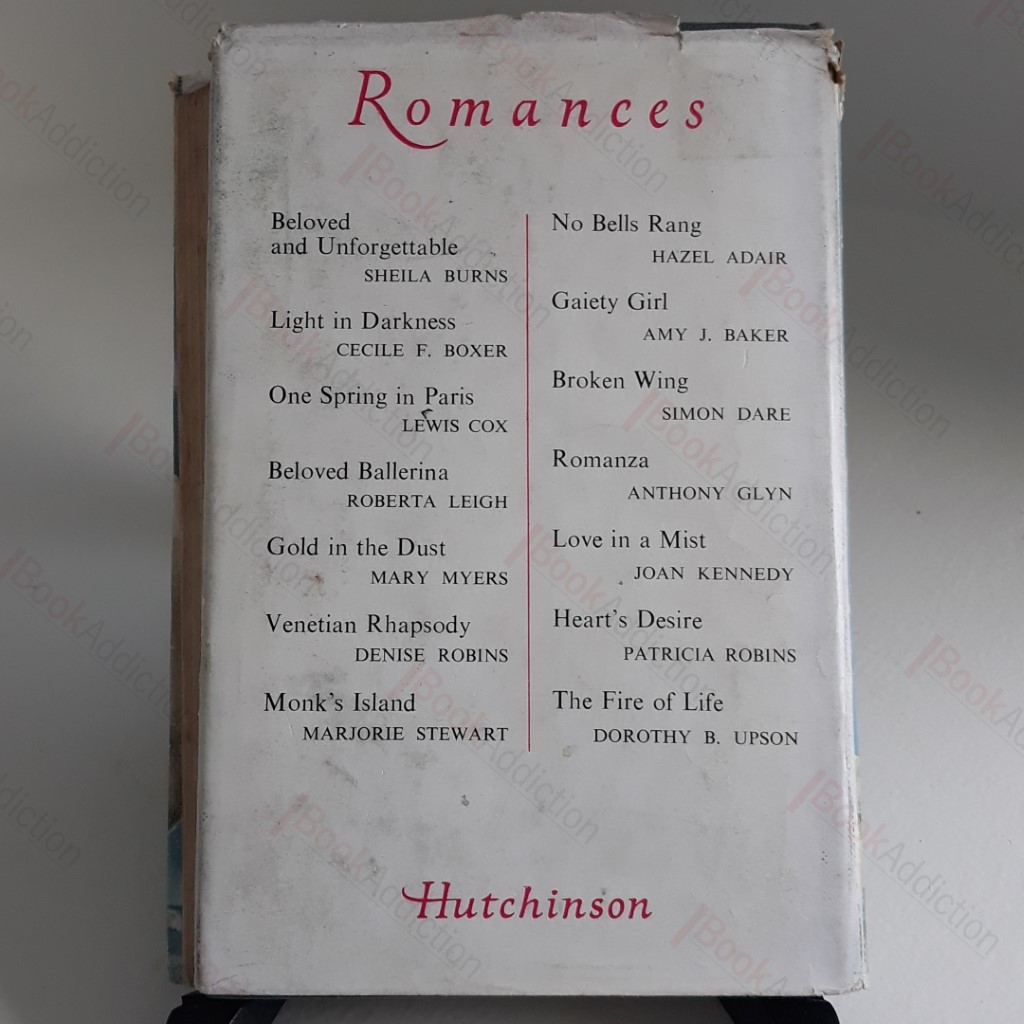 Romances
Beloved
and Unforgettable
SHEILA BURNS
Light in Darkness
CECILE F. BOXER
One Spring in Paris
LEWIS COX
Beloved Ballerina
ROBERTA LEIGH
Gold in the Dust
MARY MYERS
Venetian Rhapsody
DENISE ROBINS
Monk's Island
MARJORIE STEWART
No Bells Rang
HAZEL ADAIR
Gaiety Girl
AMY J. BAKER
Broken Wing
SIMON DARE
Romanza
ANTHONY GLYN
Love in a Mist
JOAN KENNEDY
Heart's Desire
PATRICIA ROBINS
The Fire of Life
DOROTHY B. UPSON
Hutchinson
BookAddiction